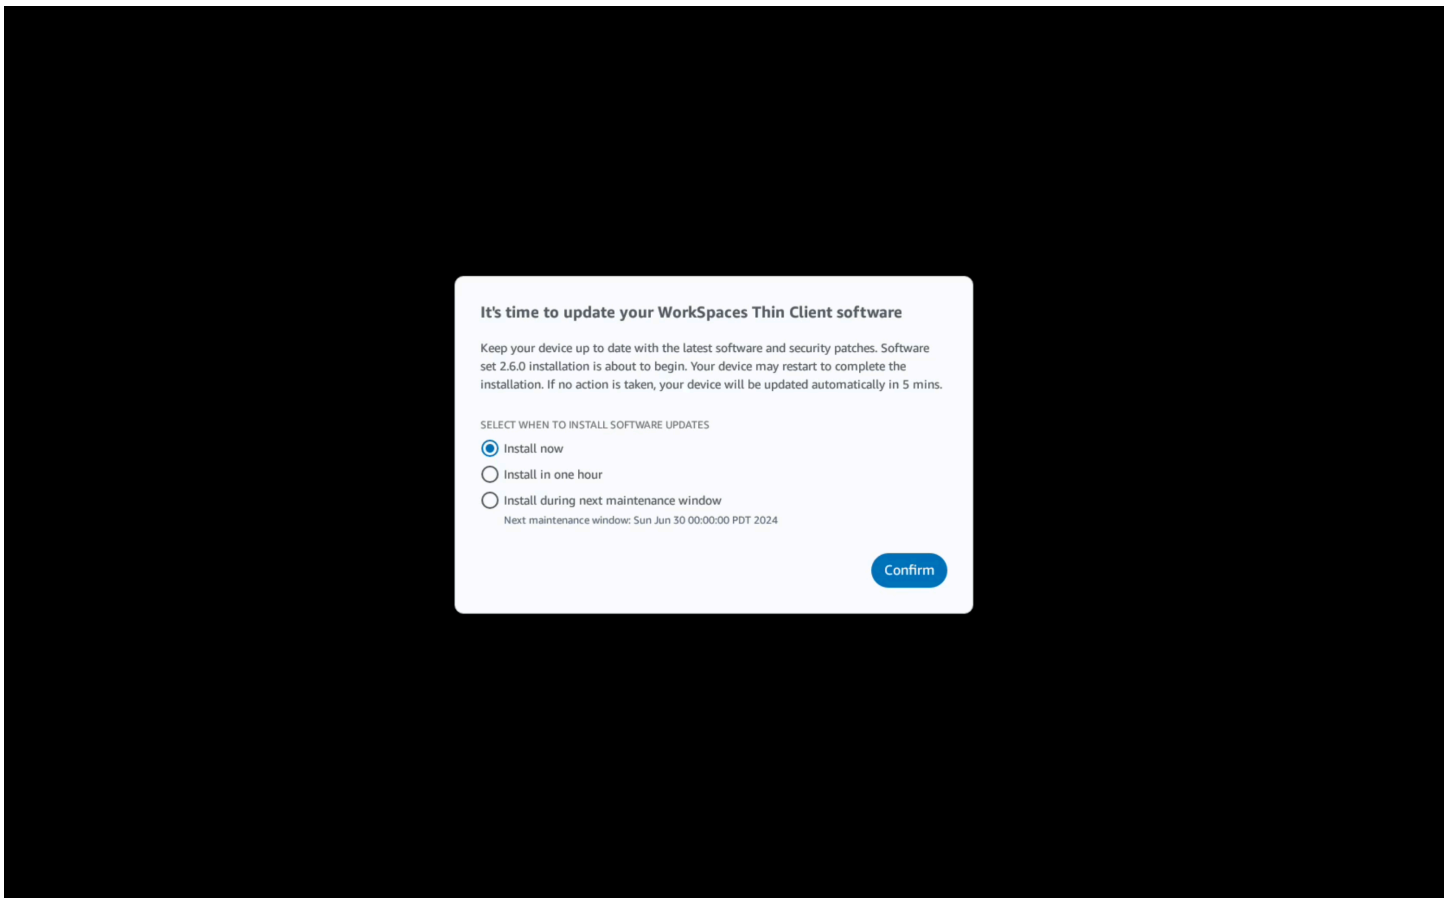 It's time to update your WorkSpaces Thin Client software
Keep your device up to date with the latest software and security patches. Software
set 2.6.0 installation is about to begin. Your device may restart to complete the
installation. If no action is taken, your device will be updated automatically in 5 mins.
SELECT WHEN TO INSTALL SOFTWARE UPDATES
Install now
Install in one hour
Install during next maintenance window
Next maintenance window: Sun Jun 30 00:00:00 PDT 2024
Confirm